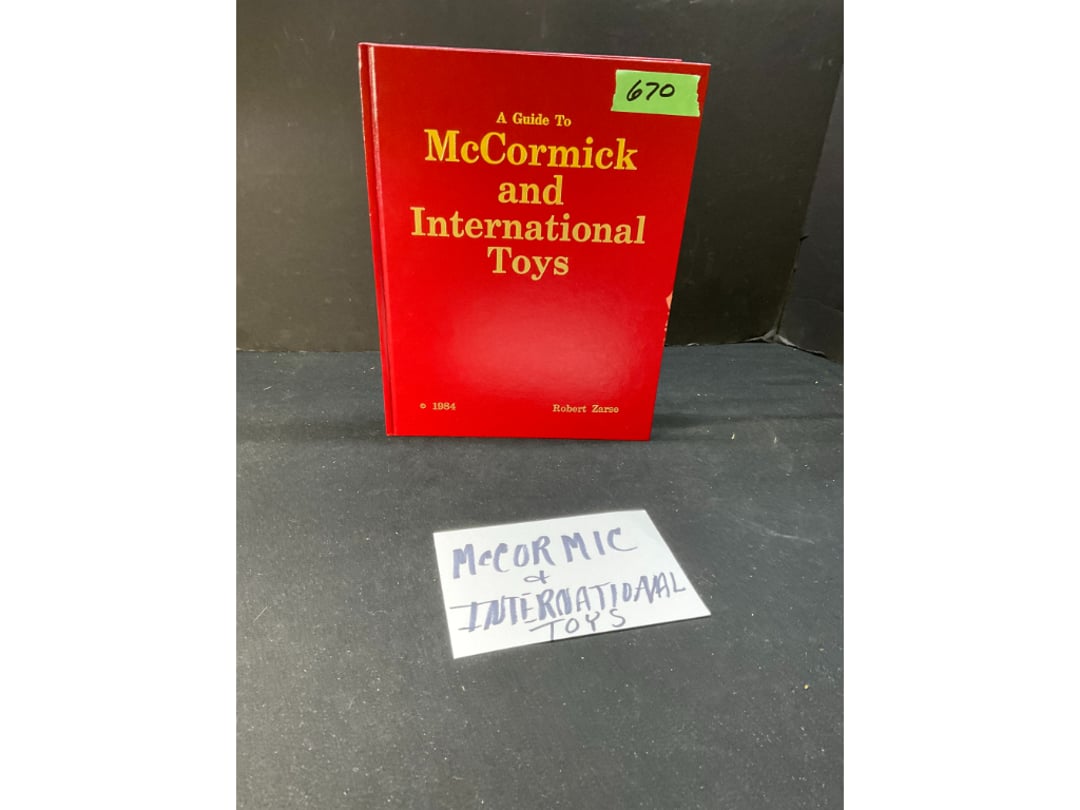 670
A Guide To
McCormick
and
International
Toys
© 1984 Robert Zarse
McCORMIC
&
INTERNATIONAL
TOYS